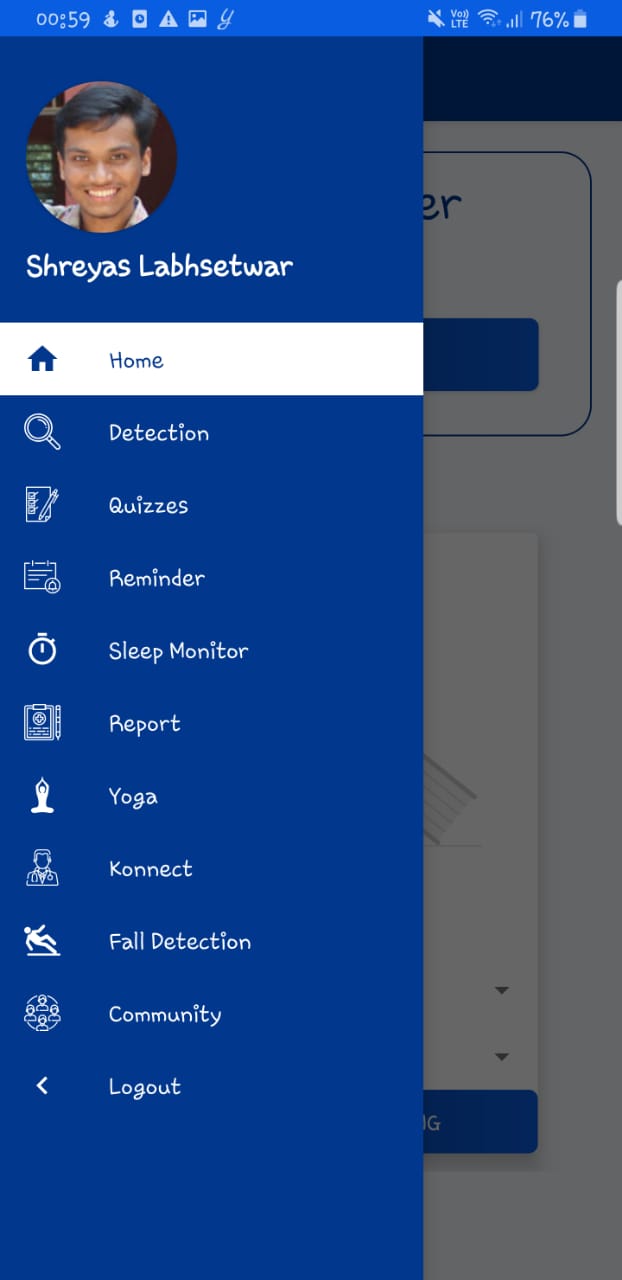 00:59
Vo))
LTE
76%
er
Shreyas Labhsetwar
Home
Detection
Quizzes
Reminder
Sleep Monitor
Report
Yoga
Konnect
Fall Detection
Community
Logout